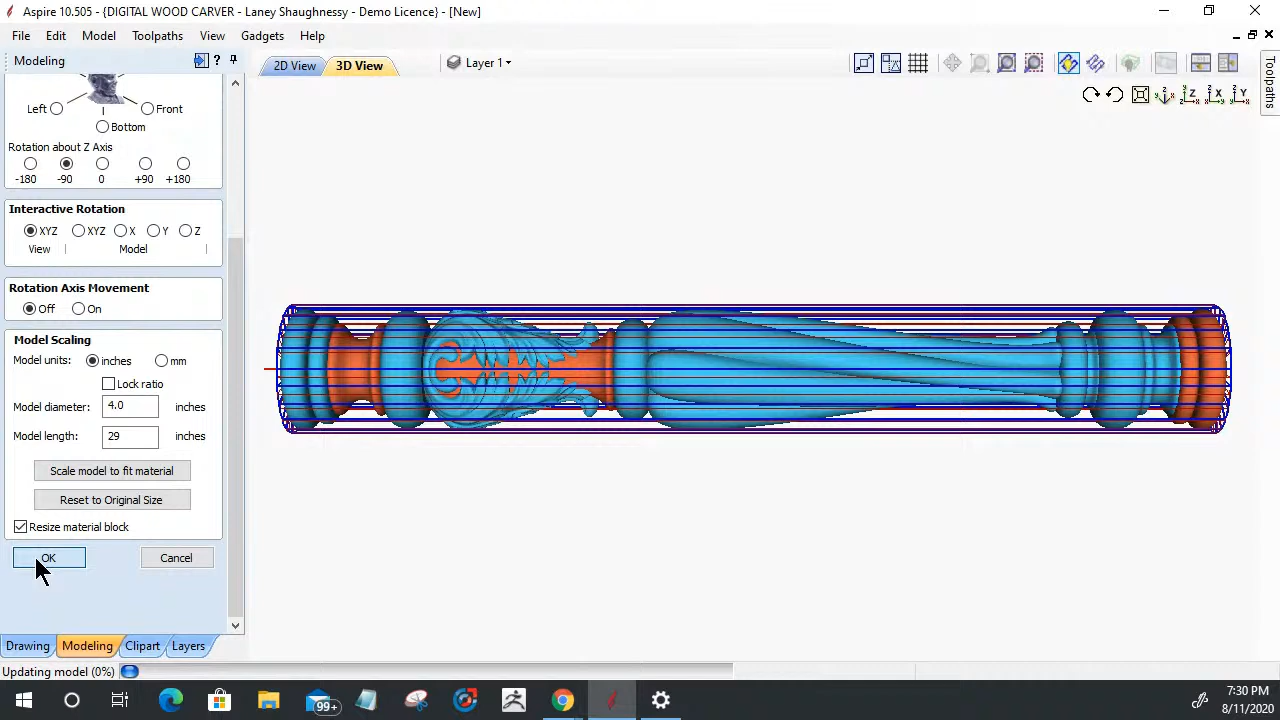 Aspire 10.505 - {DIGITAL WOOD CARVER - Laney Shaughnessy - Demo Licence} - [New]
File Edit Model Toolpaths View Gadgets Help
Modeling
2D View 3D View Layer 1
Toolpaths
Left Front
Bottom
Rotation about Z Axis
-180 -90 0 +90 +180
Interactive Rotation
XYZ XYZ X Y Z
View Model
Rotation Axis Movement
Off On
Model Scaling
Model units: inches mm
Lock ratio
Model diameter: 4.0 inches
Model length: 29 inches
Scale model to fit material
Reset to Original Size
Resize material block
OK Cancel
Drawing Modeling Clipart Layers
Updating model (0%)
99+
7:30 PM
8/11/2020